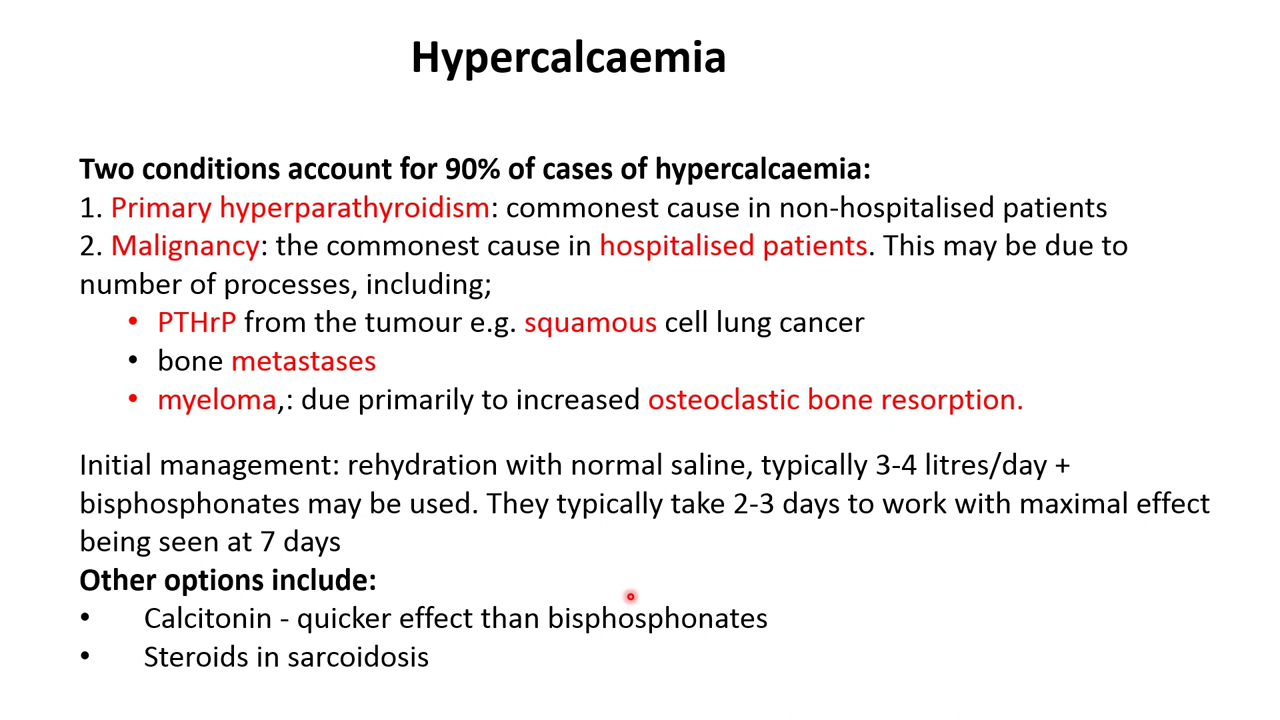 Hypercalcaemia
Two conditions account for 90% of cases of hypercalcaemia:
1. Primary hyperparathyroidism: commonest cause in non-hospitalised patients
2. Malignancy: the commonest cause in hospitalised patients. This may be due to
number of processes, including;
• PTHrP from the tumour e.g. squamous cell lung cancer
• bone metastases
• myeloma,: due primarily to increased osteoclastic bone resorption.
Initial management: rehydration with normal saline, typically 3-4 litres/day +
bisphosphonates may be used. They typically take 2-3 days to work with maximal effect
being seen at 7 days
Other options include:
• Calcitonin - quicker effect than bisphosphonates
• Steroids in sarcoidosis